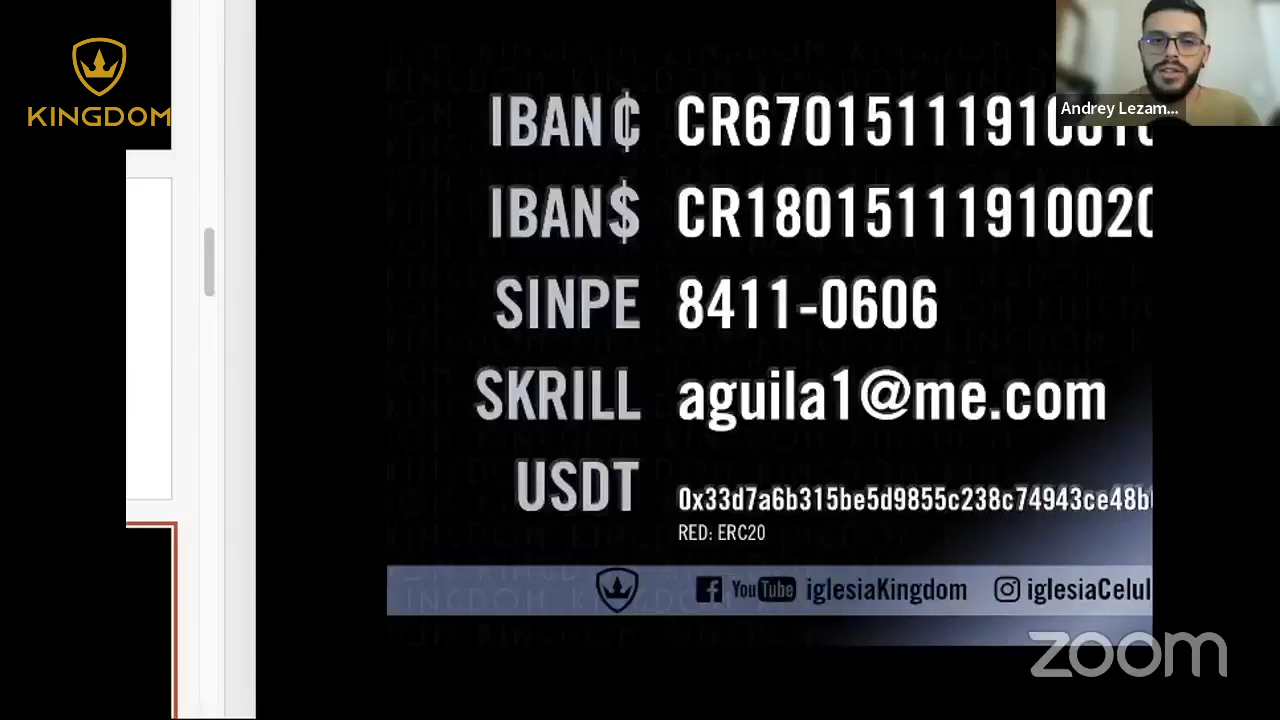 KINGDOM
Andrey Lezam...
IBAN₡ CR67015111910
IBAN$ CR18015111910020
SINPE 8411-0606
SKRILL aguila1@me.com
USDT 0x33d7a6b315be5d9855c238c74943ce48b
RED: ERC20
YouTube iglesiaKingdom iglesiaCelul
zoom